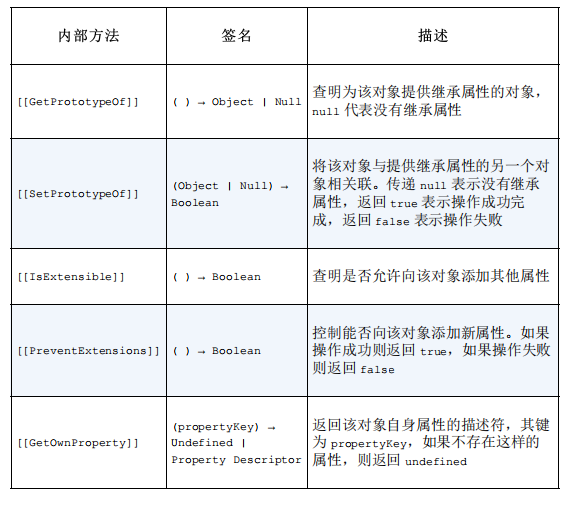 内部方法
签名
描述
[[GetPrototypeOf]]
( ) → Object | Null
查明为该对象提供继承属性的对象，
null 代表没有继承属性
[[SetPrototypeOf]]
(Object | Null) →
Boolean
将该对象与提供继承属性的另一个对
象相关联。传递 null 表示没有继承
属性，返回 true 表示操作成功完
成，返回 false 表示操作失败
[[IsExtensible]]
( ) → Boolean
查明是否允许向该对象添加其他属性
[[PreventExtensions]]
( ) → Boolean
控制能否向该对象添加新属性。如果
操作成功则返回 true，如果操作失败
则返回 false
[[GetOwnProperty]]
(propertyKey) →
Undefined |
Property Descriptor
返回该对象自身属性的描述符，其键
为 propertyKey，如果不存在这样的
属性，则返回 undefined